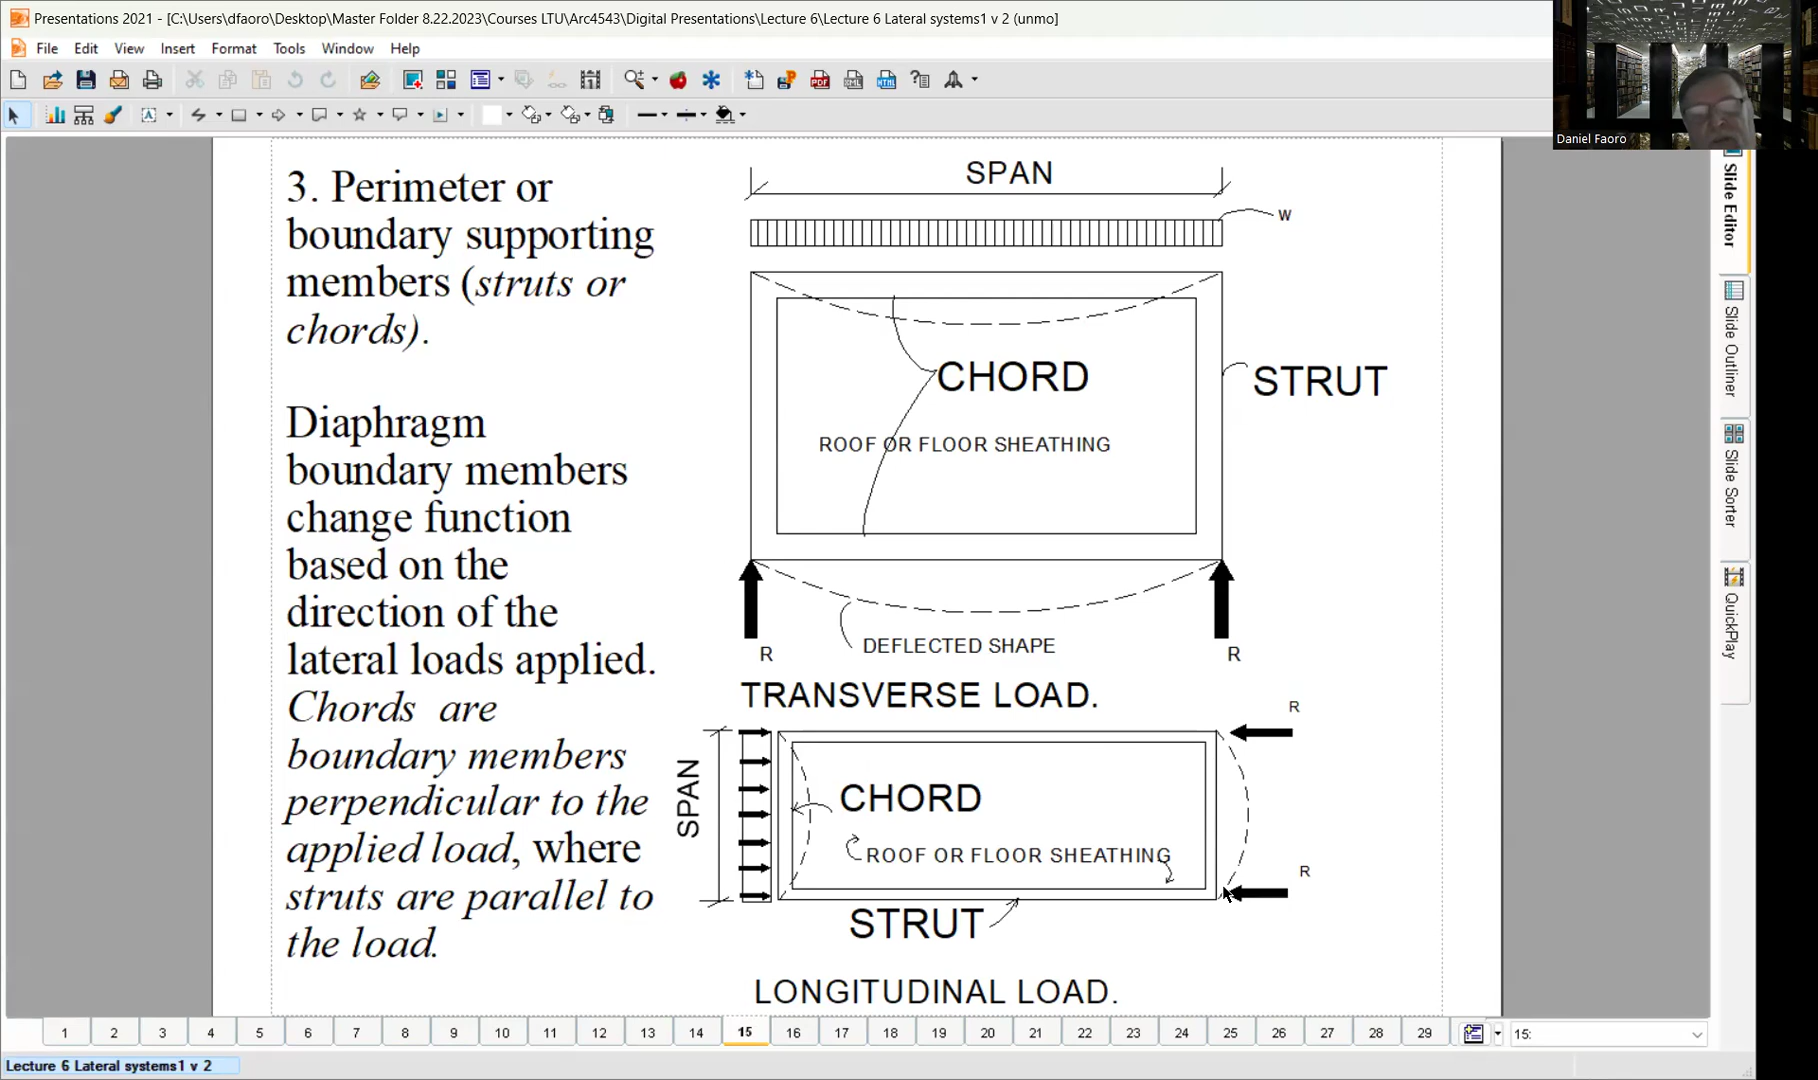 Presentations 2021 - [C:\Users\dfaoro\Desktop\Master Folder 8.22.2023\Courses LTU\Arc4543\Digital Presentations\Lecture 6\Lecture 6 Lateral systems1 v 2 (unmo)
File Edit View Insert Format Tools Window Help
Daniel Faoro
3. Perimeter or
boundary supporting
members (struts or
chords).
Diaphragm
boundary members
change function
based on the
direction of the
lateral loads applied.
Chords are
boundary members
perpendicular to the
applied load, where
struts are parallel to
the load.
SPAN
W
CHORD
STRUT
ROOF OR FLOOR SHEATHING
R
DEFLECTED SHAPE
R
TRANSVERSE LOAD.
R
SPAN
CHORD
ROOF OR FLOOR SHEATHING
R
STRUT
LONGITUDINAL LOAD.
Slide Editor
Slide Outliner
Slide Sorter
QuickPlay
1 2 3 4 5 6 7 8 9 10 11 12 13 14 15 16 17 18 19 20 21 22 23 24 25 26 27 28 29 15:
Lecture 6 Lateral systems1 v 2